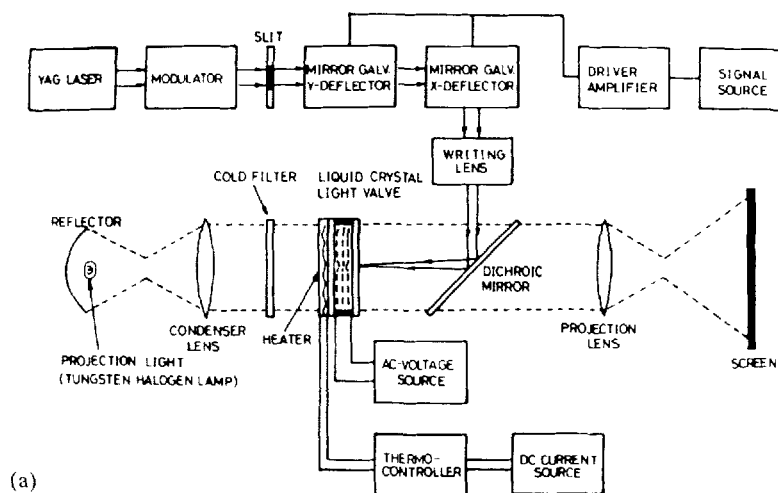 SLIT
YAG LASER
MODULATOR
MIRROR GALV.
Y-DEFLECTOR
MIRROR GALV.
X-DEFLECTOR
DRIVER
AMPLIFIER
SIGNAL
SOURCE
WRITING
LENS
COLD FILTER
LIQUID CRYSTAL
LIGHT VALVE
REFLECTOR
DICHROIC
MIRROR
CONDENSER
LENS
HEATER
PROJECTION
LENS
PROJECTION LIGHT
(TUNGSTEN HALOGEN LAMP)
AC-VOLTAGE
SOURCE
SCREEN
THERMO-
CONTROLLER
DC CURRENT
SOURCE
(a)